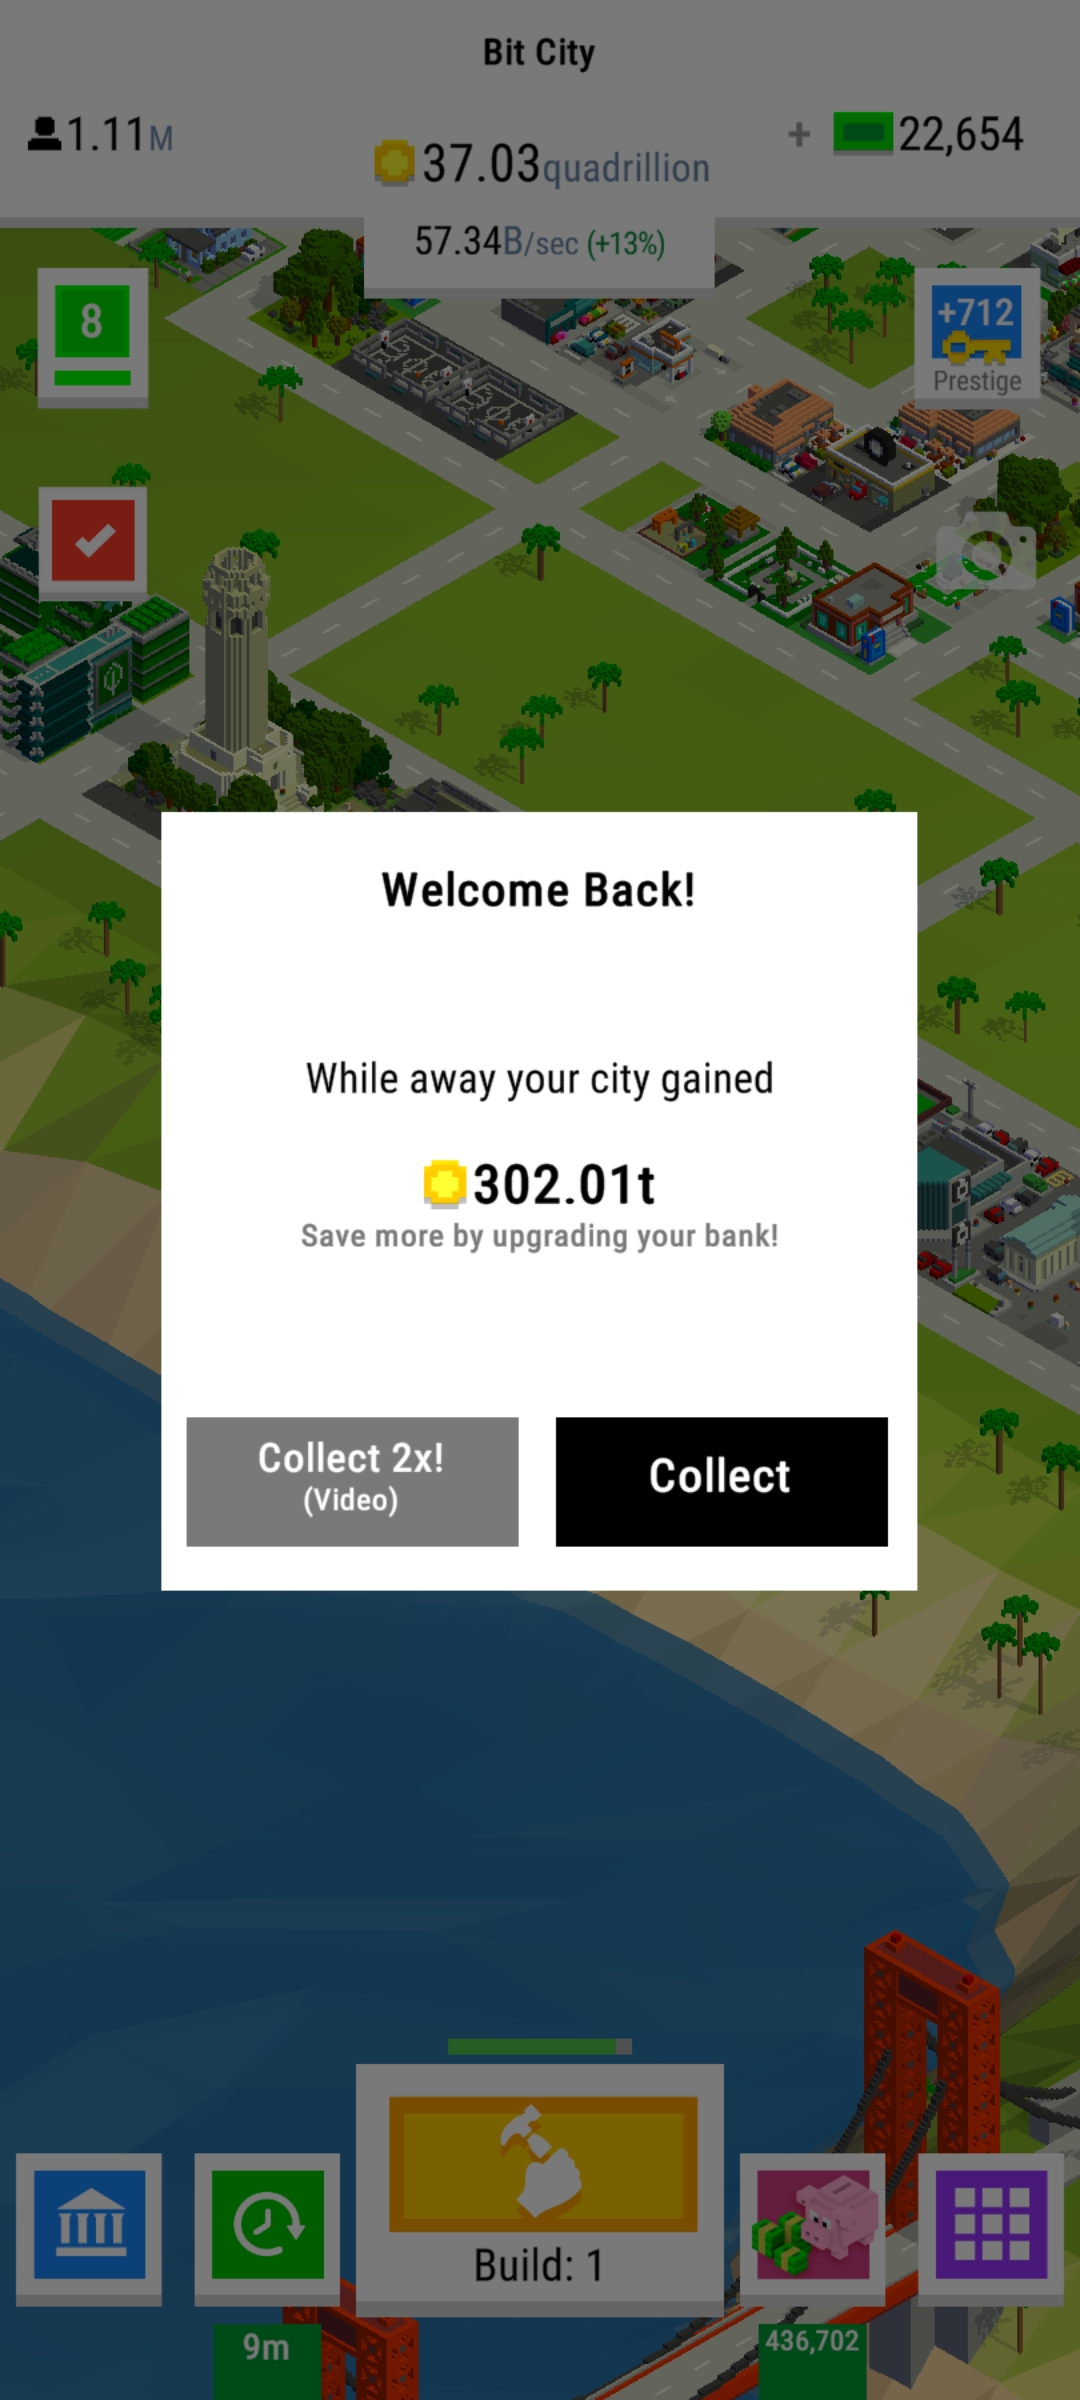 Bit City
1.11M
37.03quadrillion
+ 22,654
57.34B/sec (+13%)
8
+712
Prestige
Welcome Back!
While away your city gained
302.01t
Save more by upgrading your bank!
Collect 2x!
(Video)
Collect
Build: 1
9m
436,702